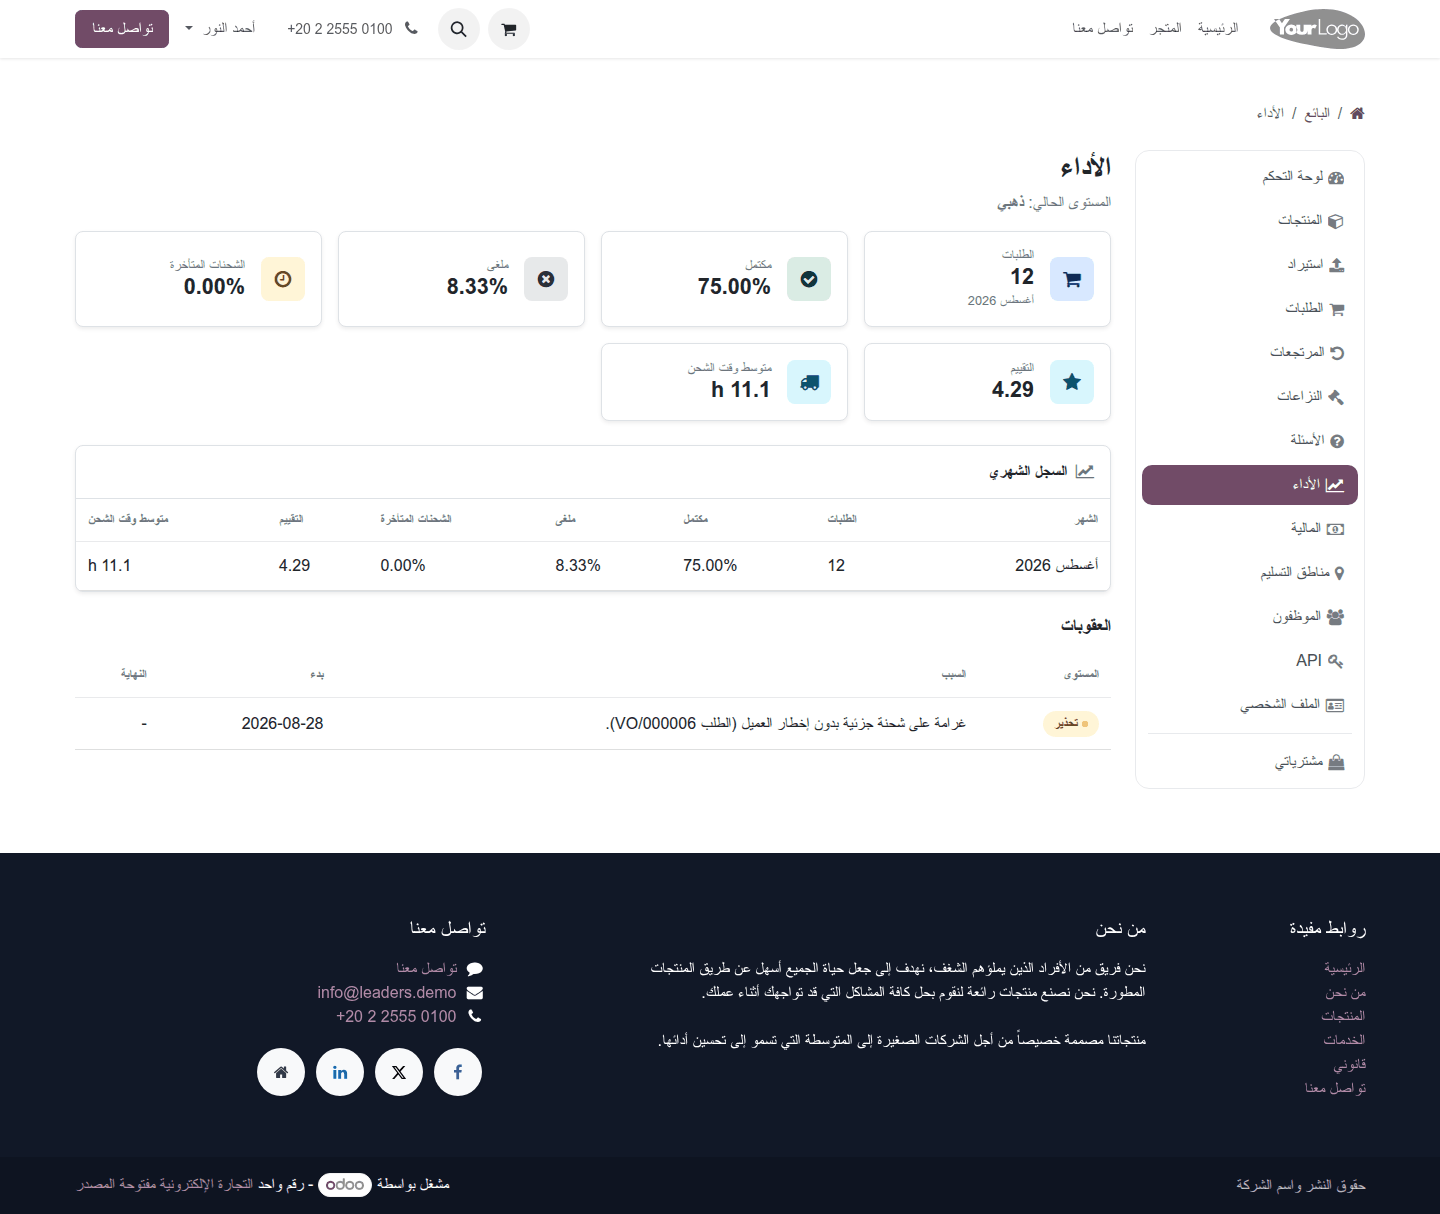 YourLogo
الرئيسية
المتجر
تواصل معنا
+20 2 2555 0100
أحمد النور
تواصل معنا
/ البائع / الأداء
لوحة التحكم
المنتجات
استيراد
الطلبات
المرتجعات
النزاعات
الأسئلة
الأداء
المالية
مناطق التسليم
الموظفون
API
الملف الشخصي
مشترياتي
الأداء
المستوى الحالي: ذهبي
الطلبات
12
أغسطس 2026
مكتمل
75.00%
ملغى
8.33%
الشحنات المتأخرة
0.00%
التقييم
4.29
متوسط وقت الشحن
11.1 h
السجل الشهري
الشهر الطلبات مكتمل ملغى الشحنات المتأخرة التقييم متوسط وقت الشحن
أغسطس 2026 12 75.00% 8.33% 0.00% 4.29 11.1 h
العقوبات
المستوى السبب بدء النهاية
تحذير غرامة على شحنة جزئية بدون إخطار العميل (الطلب VO/000006). 2026-08-28 -
روابط مفيدة
الرئيسية
من نحن
المنتجات
الخدمات
قانوني
تواصل معنا
من نحن
نحن فريق من الأفراد الذين يملؤهم الشغف، نهدف إلى جعل حياة الجميع أسهل عن طريق المنتجات
المطورة. نحن نصنع منتجات رائعة لنقوم بحل كافة المشاكل التي قد تواجهك أثناء عملك.
منتجاتنا مصممة خصيصاً من أجل الشركات الصغيرة إلى المتوسطة التي تسمو إلى تحسين أدائها.
تواصل معنا
تواصل معنا
info@leaders.demo
+20 2 2555 0100
حقوق النشر واسم الشركة
مشغل بواسطة odoo - رقم واحد التجارة الإلكترونية مفتوحة المصدر